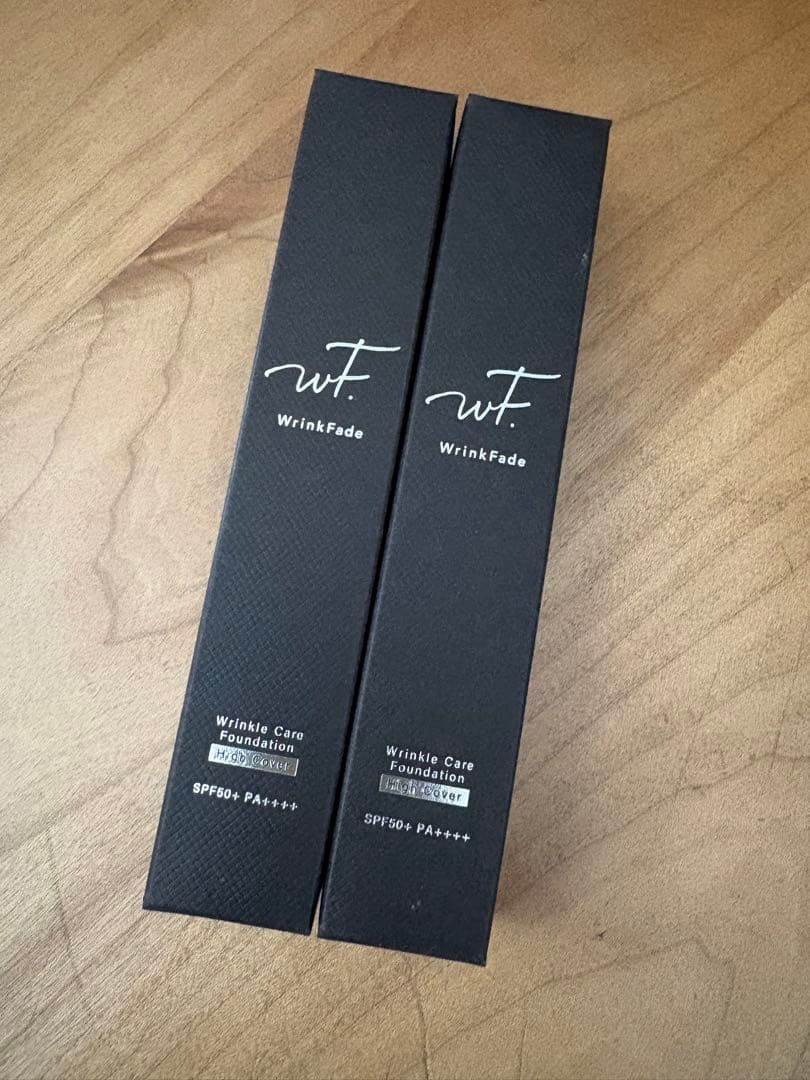 wF.
WrinkFade
Wrinkle Care
Foundation
High Cover
SPF50+ PA++++
wF.
WrinkFade
Wrinkle Care
Foundation
High Cover
SPF50+ PA++++